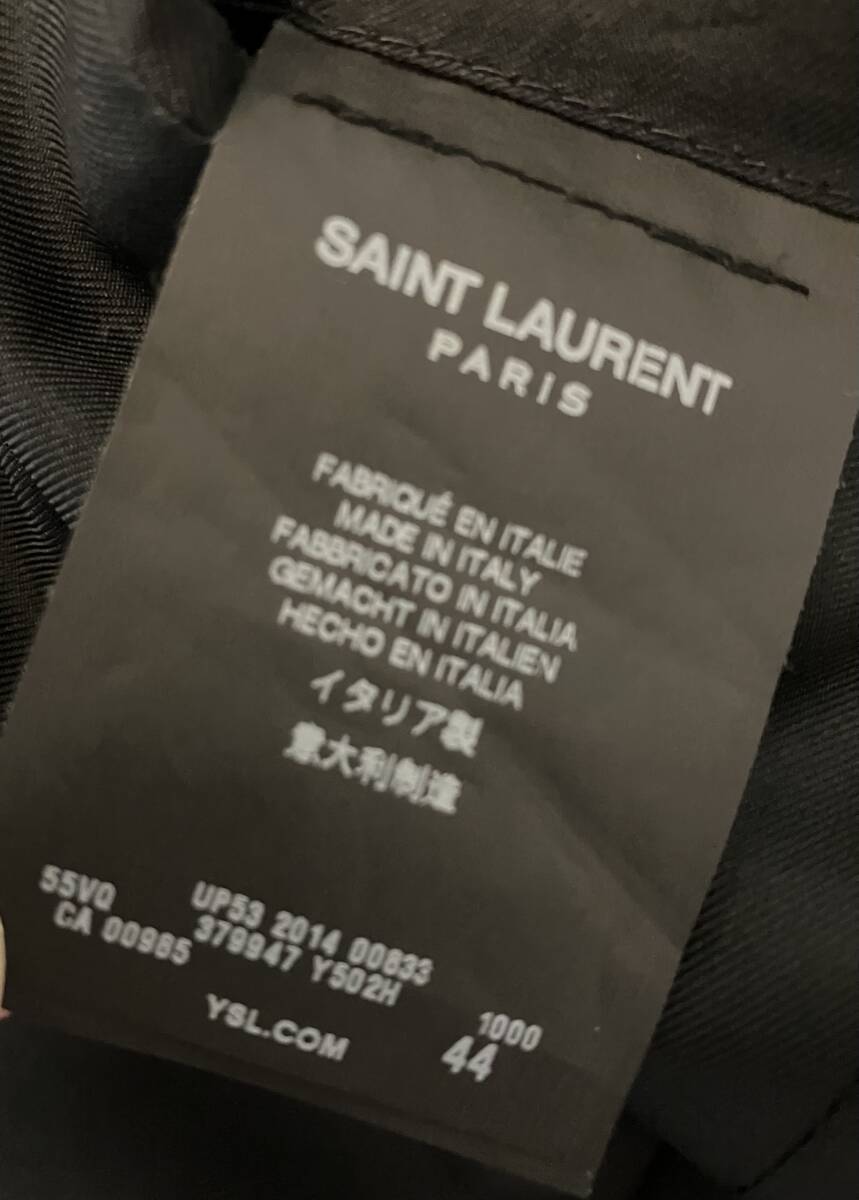 SAINT LAURENT
PARIS
FABRIQUÉ EN ITALIE
MADE IN ITALY
FABBRICATO IN ITALIA
GEMACHT IN ITALIEN
HECHO EN ITALIA
イタリア製
意大利制造
55VQ UP53 2014 00833
CA 00985 379947 Y502H 1000
YSL.COM 44